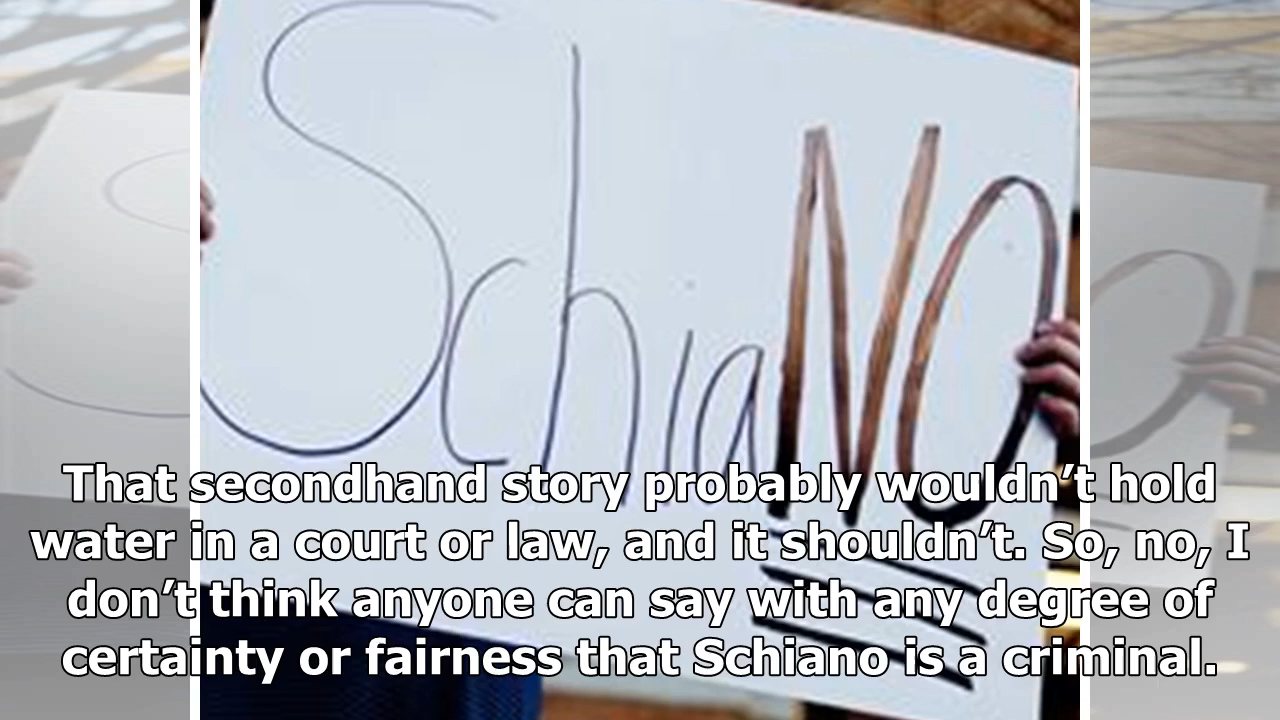 SchiaNO
That secondhand story probably wouldn’t hold
water in a court or law, and it shouldn’t. So, no, I
don’t think anyone can say with any degree of
certainty or fairness that Schiano is a criminal.